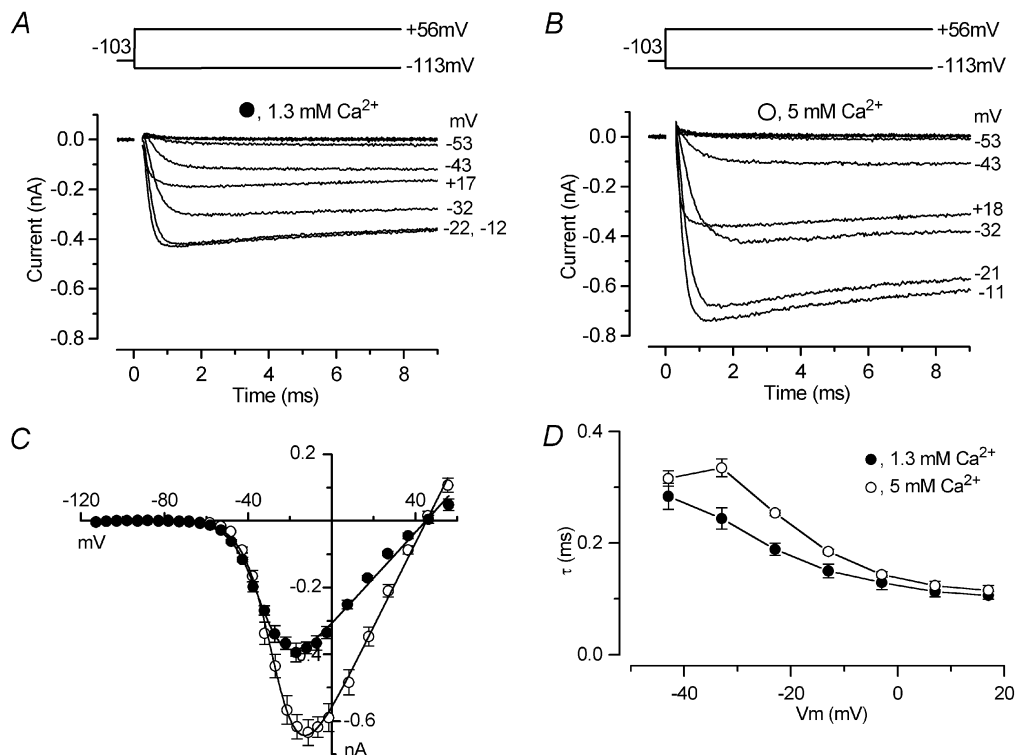 A
-103
+56mV
-113mV
●, 1.3 mM Ca2+
mV
0.0
-0.2
-0.4
-0.6
-0.8
Current (nA)
-53
-43
+17
-32
-22, -12
0 2 4 6 8
Time (ms)
B
-103
+56mV
-113mV
○, 5 mM Ca2+
mV
0.0
-0.2
-0.4
-0.6
-0.8
Current (nA)
-53
-43
+18
-32
-21
-11
0 2 4 6 8
Time (ms)
C
0.2
-120 -80 -40 40
mV
-0.2
-0.6
nA
D
0.4
0.2
0.0
τ (ms)
●, 1.3 mM Ca2+
○, 5 mM Ca2+
-40 -20 0 20
Vm (mV)